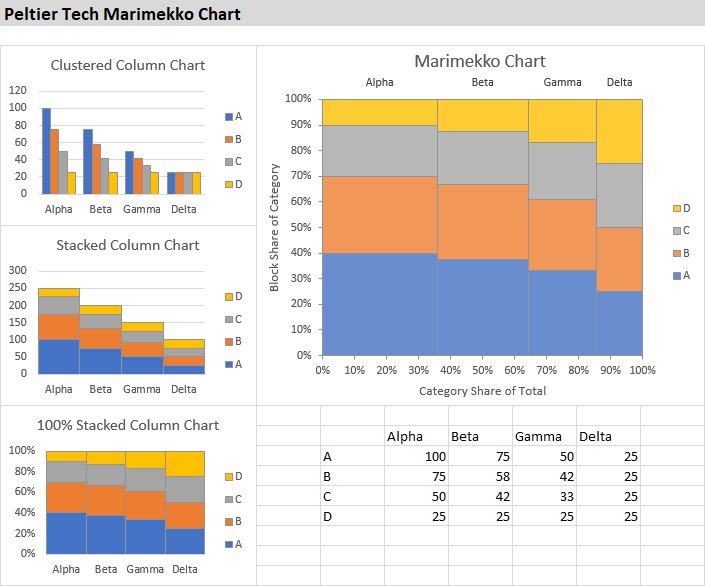 Peltier Tech Marimekko Chart
Clustered Column Chart
120
100
80
60
40
20
0
Alpha Beta Gamma Delta
A
B
C
D
Stacked Column Chart
300
250
200
150
100
50
0
Alpha Beta Gamma Delta
D
C
B
A
100% Stacked Column Chart
100%
80%
60%
40%
20%
0%
Alpha Beta Gamma Delta
D
C
B
A
Marimekko Chart
Alpha Beta Gamma Delta
Block Share of Category
100%
90%
80%
70%
60%
50%
40%
30%
20%
10%
0%
0% 10% 20% 30% 40% 50% 60% 70% 80% 90% 100%
Category Share of Total
D
C
B
A
Alpha Beta Gamma Delta
A 100 75 50 25
B 75 58 42 25
C 50 42 33 25
D 25 25 25 25